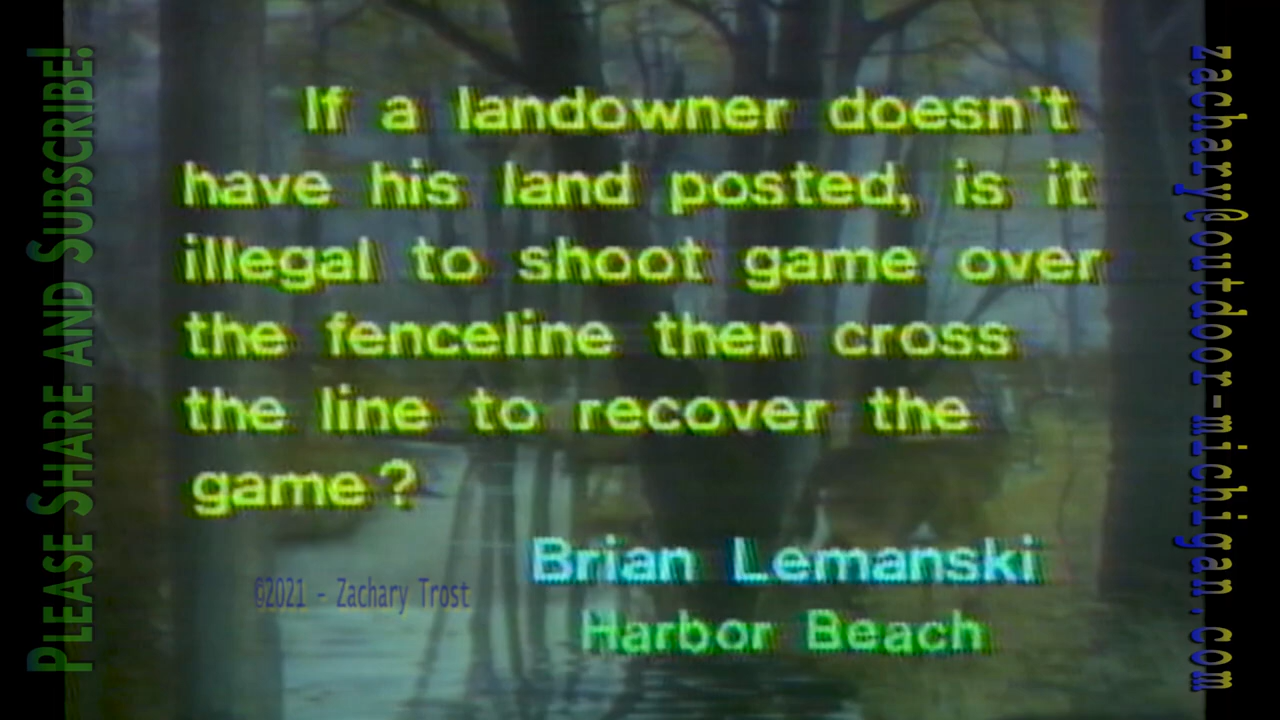 Please Share and Subscribe!
If a landowner doesn't
have his land posted, is it
illegal to shoot game over
the fenceline then cross
the line to recover the
game?
Brian Lemanski
Harbor Beach
©2021 - Zachary Trost
zachary@outdoor-michigan.com